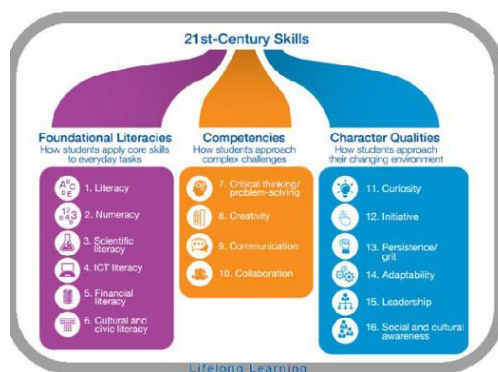 21st-Century Skills
Foundational Literacies
How students apply core skills
to everyday tasks
1. Literacy
2. Numeracy
3. Scientific
literacy
4. ICT literacy
5. Financial
literacy
6. Cultural and
civic literacy
Competencies
How students approach
complex challenges
7. Critical thinking/
problem-solving
8. Creativity
9. Communication
10. Collaboration
Character Qualities
How students approach
their changing environment
11. Curiosity
12. Initiative
13. Persistence/
grit
14. Adaptability
15. Leadership
16. Social and cultural
awareness
Lifelong Learning